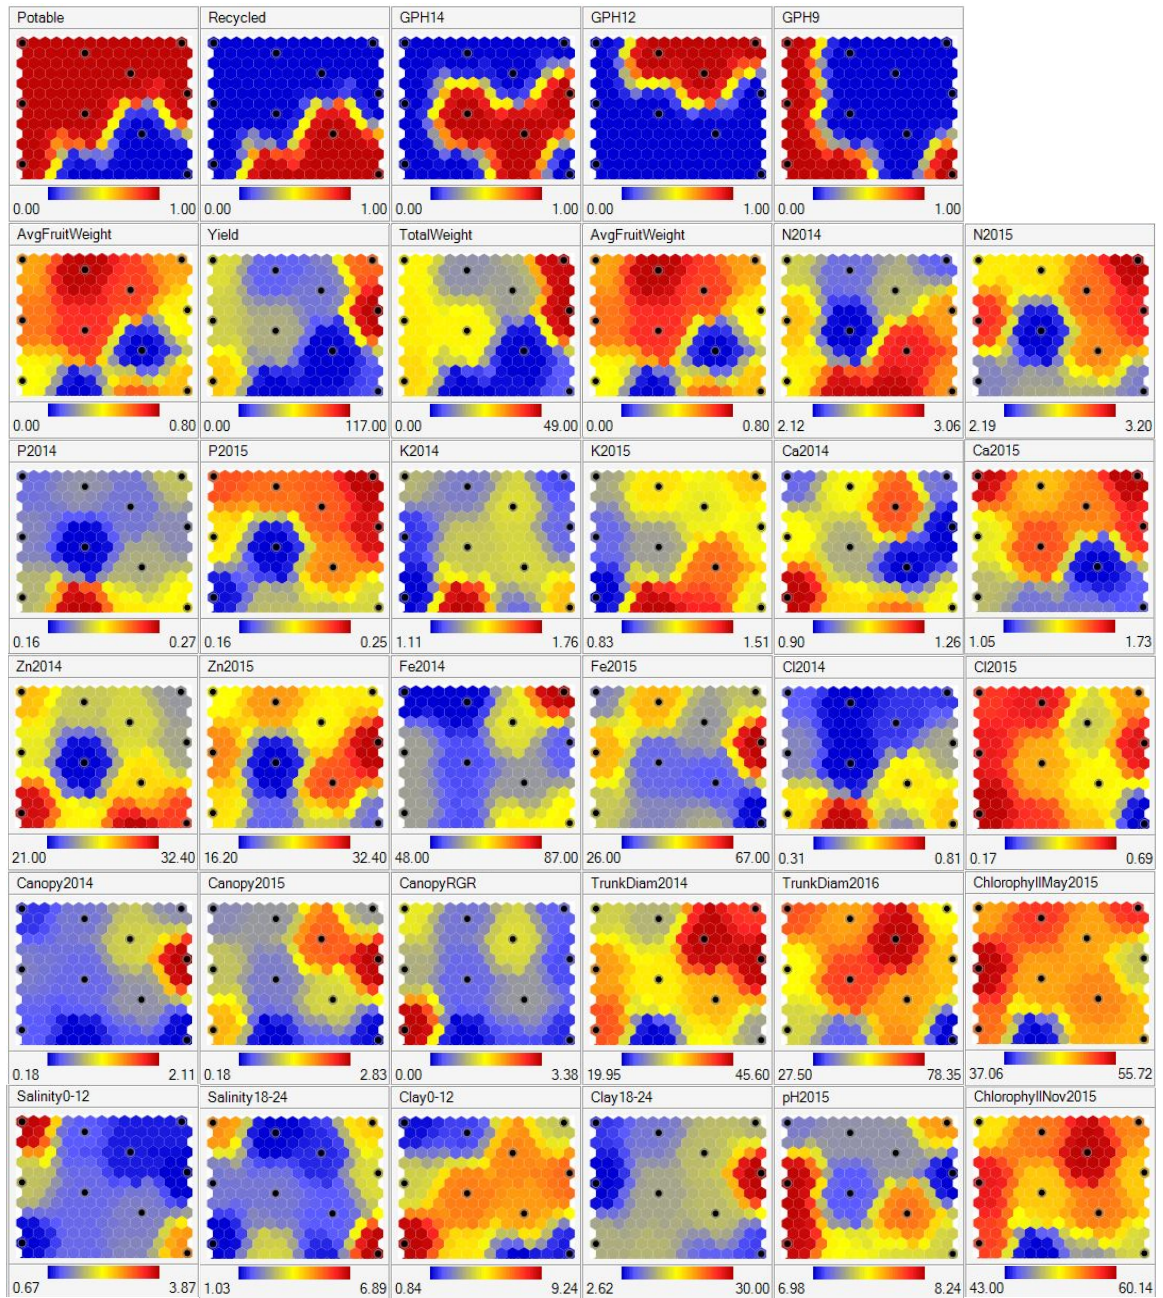 Potable Recycled GPH14 GPH12 GPH9
0.00 1.00 0.00 1.00 0.00 1.00 0.00 1.00 0.00 1.00
AvgFruitWeight Yield TotalWeight AvgFruitWeight N2014 N2015
0.00 0.80 0.00 117.00 0.00 49.00 0.00 0.80 2.12 3.06 2.19 3.20
P2014 P2015 K2014 K2015 Ca2014 Ca2015
0.16 0.27 0.16 0.25 1.11 1.76 0.83 1.51 0.90 1.26 1.05 1.73
Zn2014 Zn2015 Fe2014 Fe2015 Cl2014 Cl2015
21.00 32.40 16.20 32.40 48.00 87.00 26.00 67.00 0.31 0.81 0.17 0.69
Canopy2014 Canopy2015 CanopyRGR TrunkDiam2014 TrunkDiam2016 ChlorophyllMay2015
0.18 2.11 0.18 2.83 0.00 3.38 19.95 45.60 27.50 78.35 37.06 55.72
Salinity0-12 Salinity18-24 Clay0-12 Clay18-24 pH2015 ChlorophyllNov2015
0.67 3.87 1.03 6.89 0.84 9.24 2.62 30.00 6.98 8.24 43.00 60.14